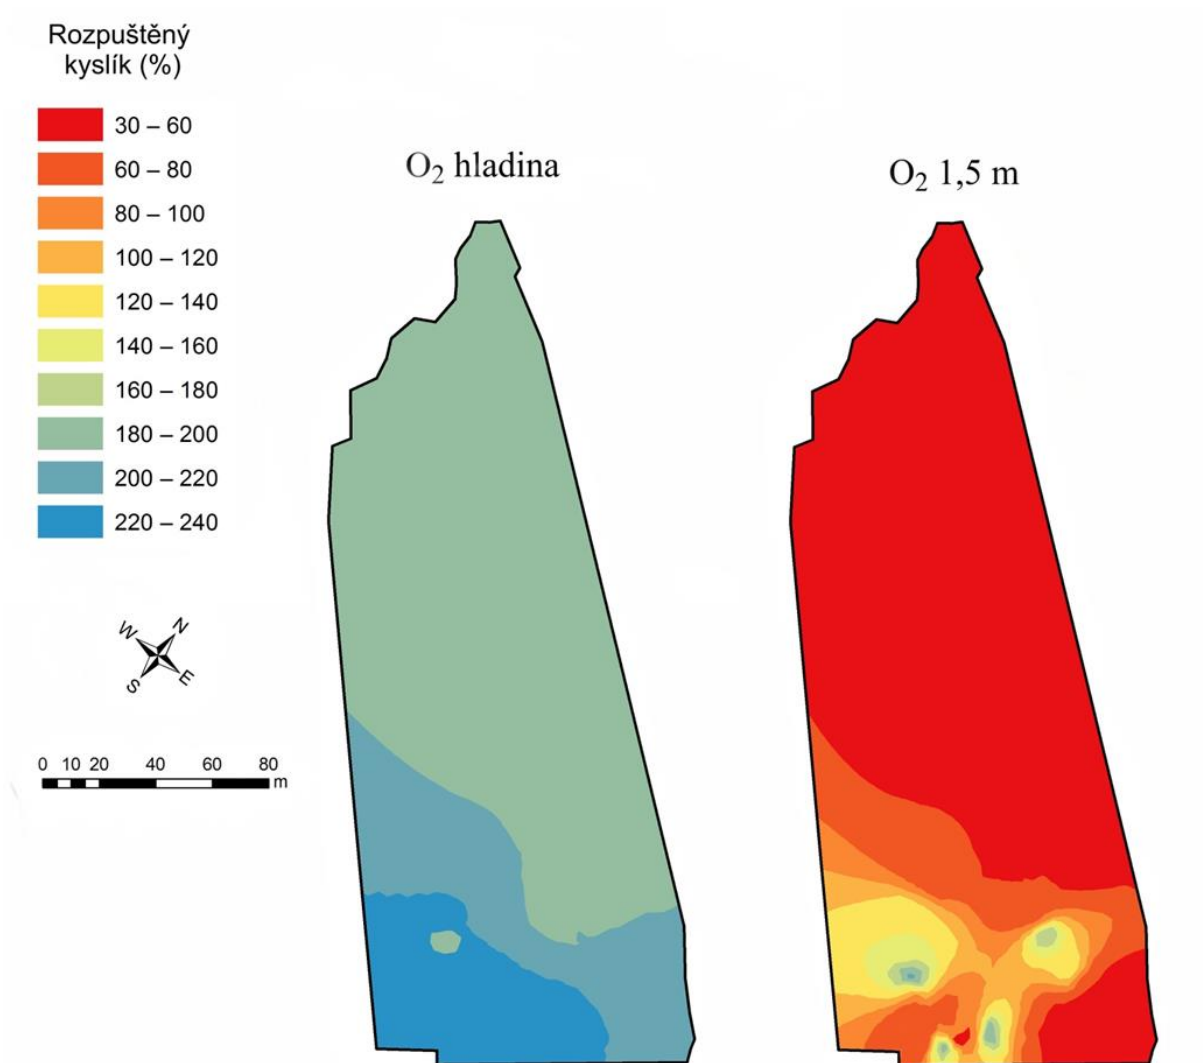 Rozpuštěný
kyslík (%)
30 – 60
60 – 80
80 – 100
100 – 120
120 – 140
140 – 160
160 – 180
180 – 200
200 – 220
220 – 240
O₂ hladina
O₂ 1,5 m
W N
S E
0 10 20 40 60 80
m